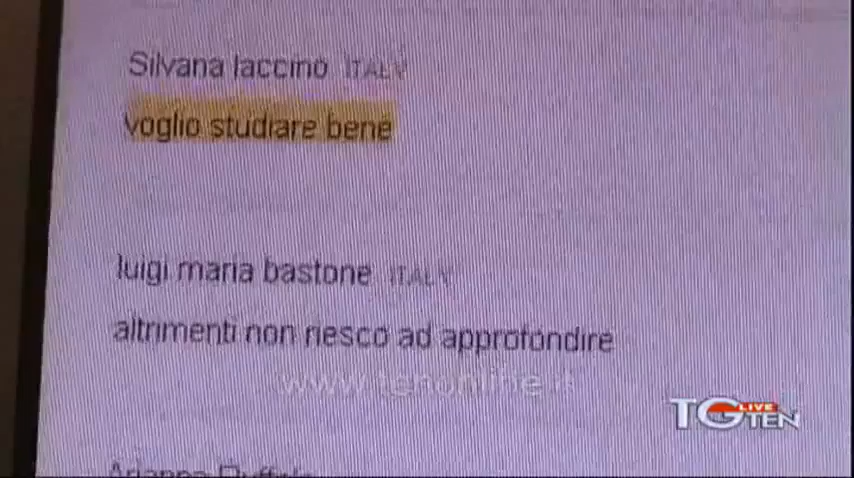 Silvana Iaccino ITALY
voglio studiare bene
luigi maria bastone ITALY
altrimenti non riesco ad approfondire
www.tenonline.it
TG TEN LIVE
Arianna